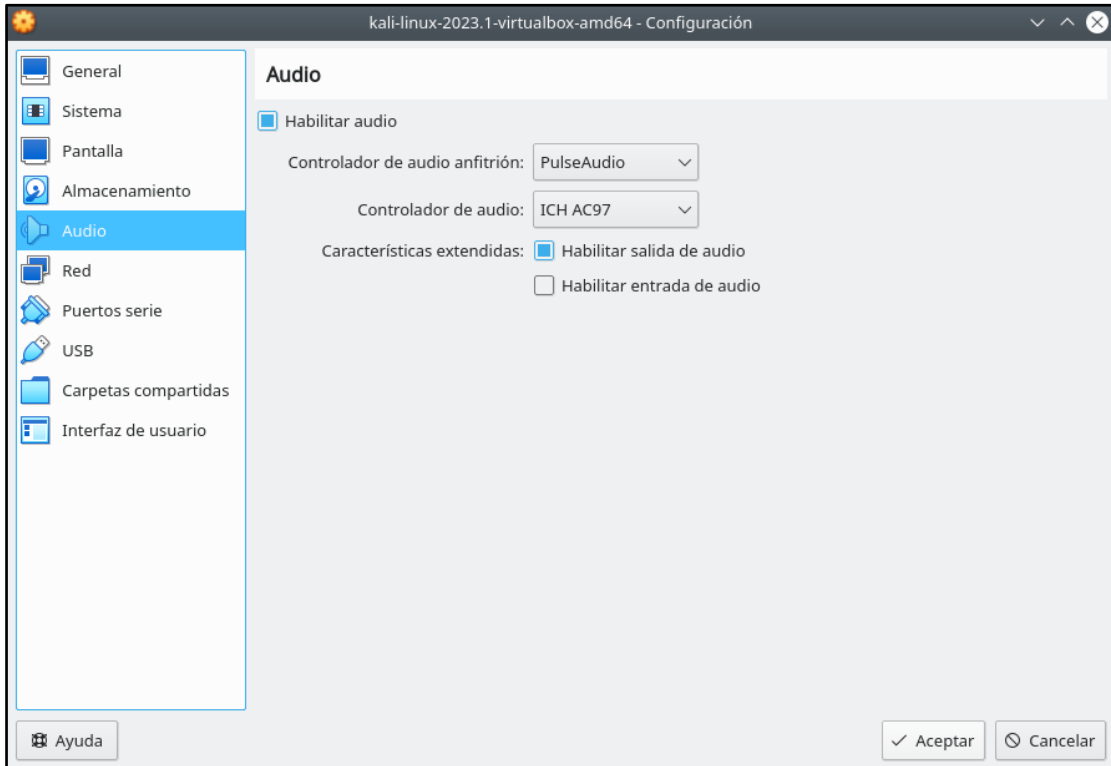 kali-linux-2023.1-virtualbox-amd64 - Configuración
General
Sistema
Pantalla
Almacenamiento
Audio
Red
Puertos serie
USB
Carpetas compartidas
Interfaz de usuario
Audio
Habilitar audio
Controlador de audio anfitrión: PulseAudio
Controlador de audio: ICH AC97
Características extendidas: Habilitar salida de audio
Habilitar entrada de audio
Ayuda
Aceptar
Cancelar